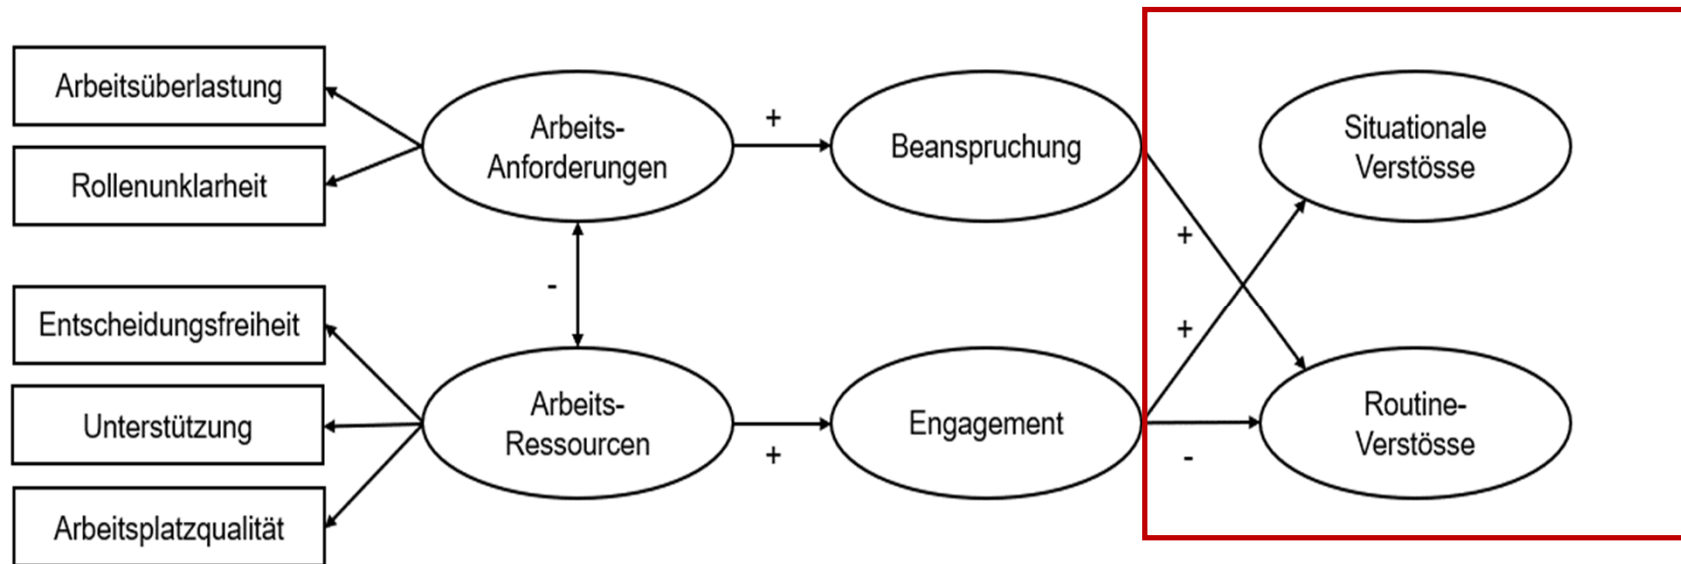 Arbeitsüberlastung
Rollenunklarheit
Entscheidungsfreiheit
Unterstützung
Arbeitsplatzqualität
Arbeits-
Anforderungen
-
Arbeits-
Ressourcen
+
+
Beanspruchung
Engagement
+
+
-
Situationale
Verstösse
Routine-
Verstösse